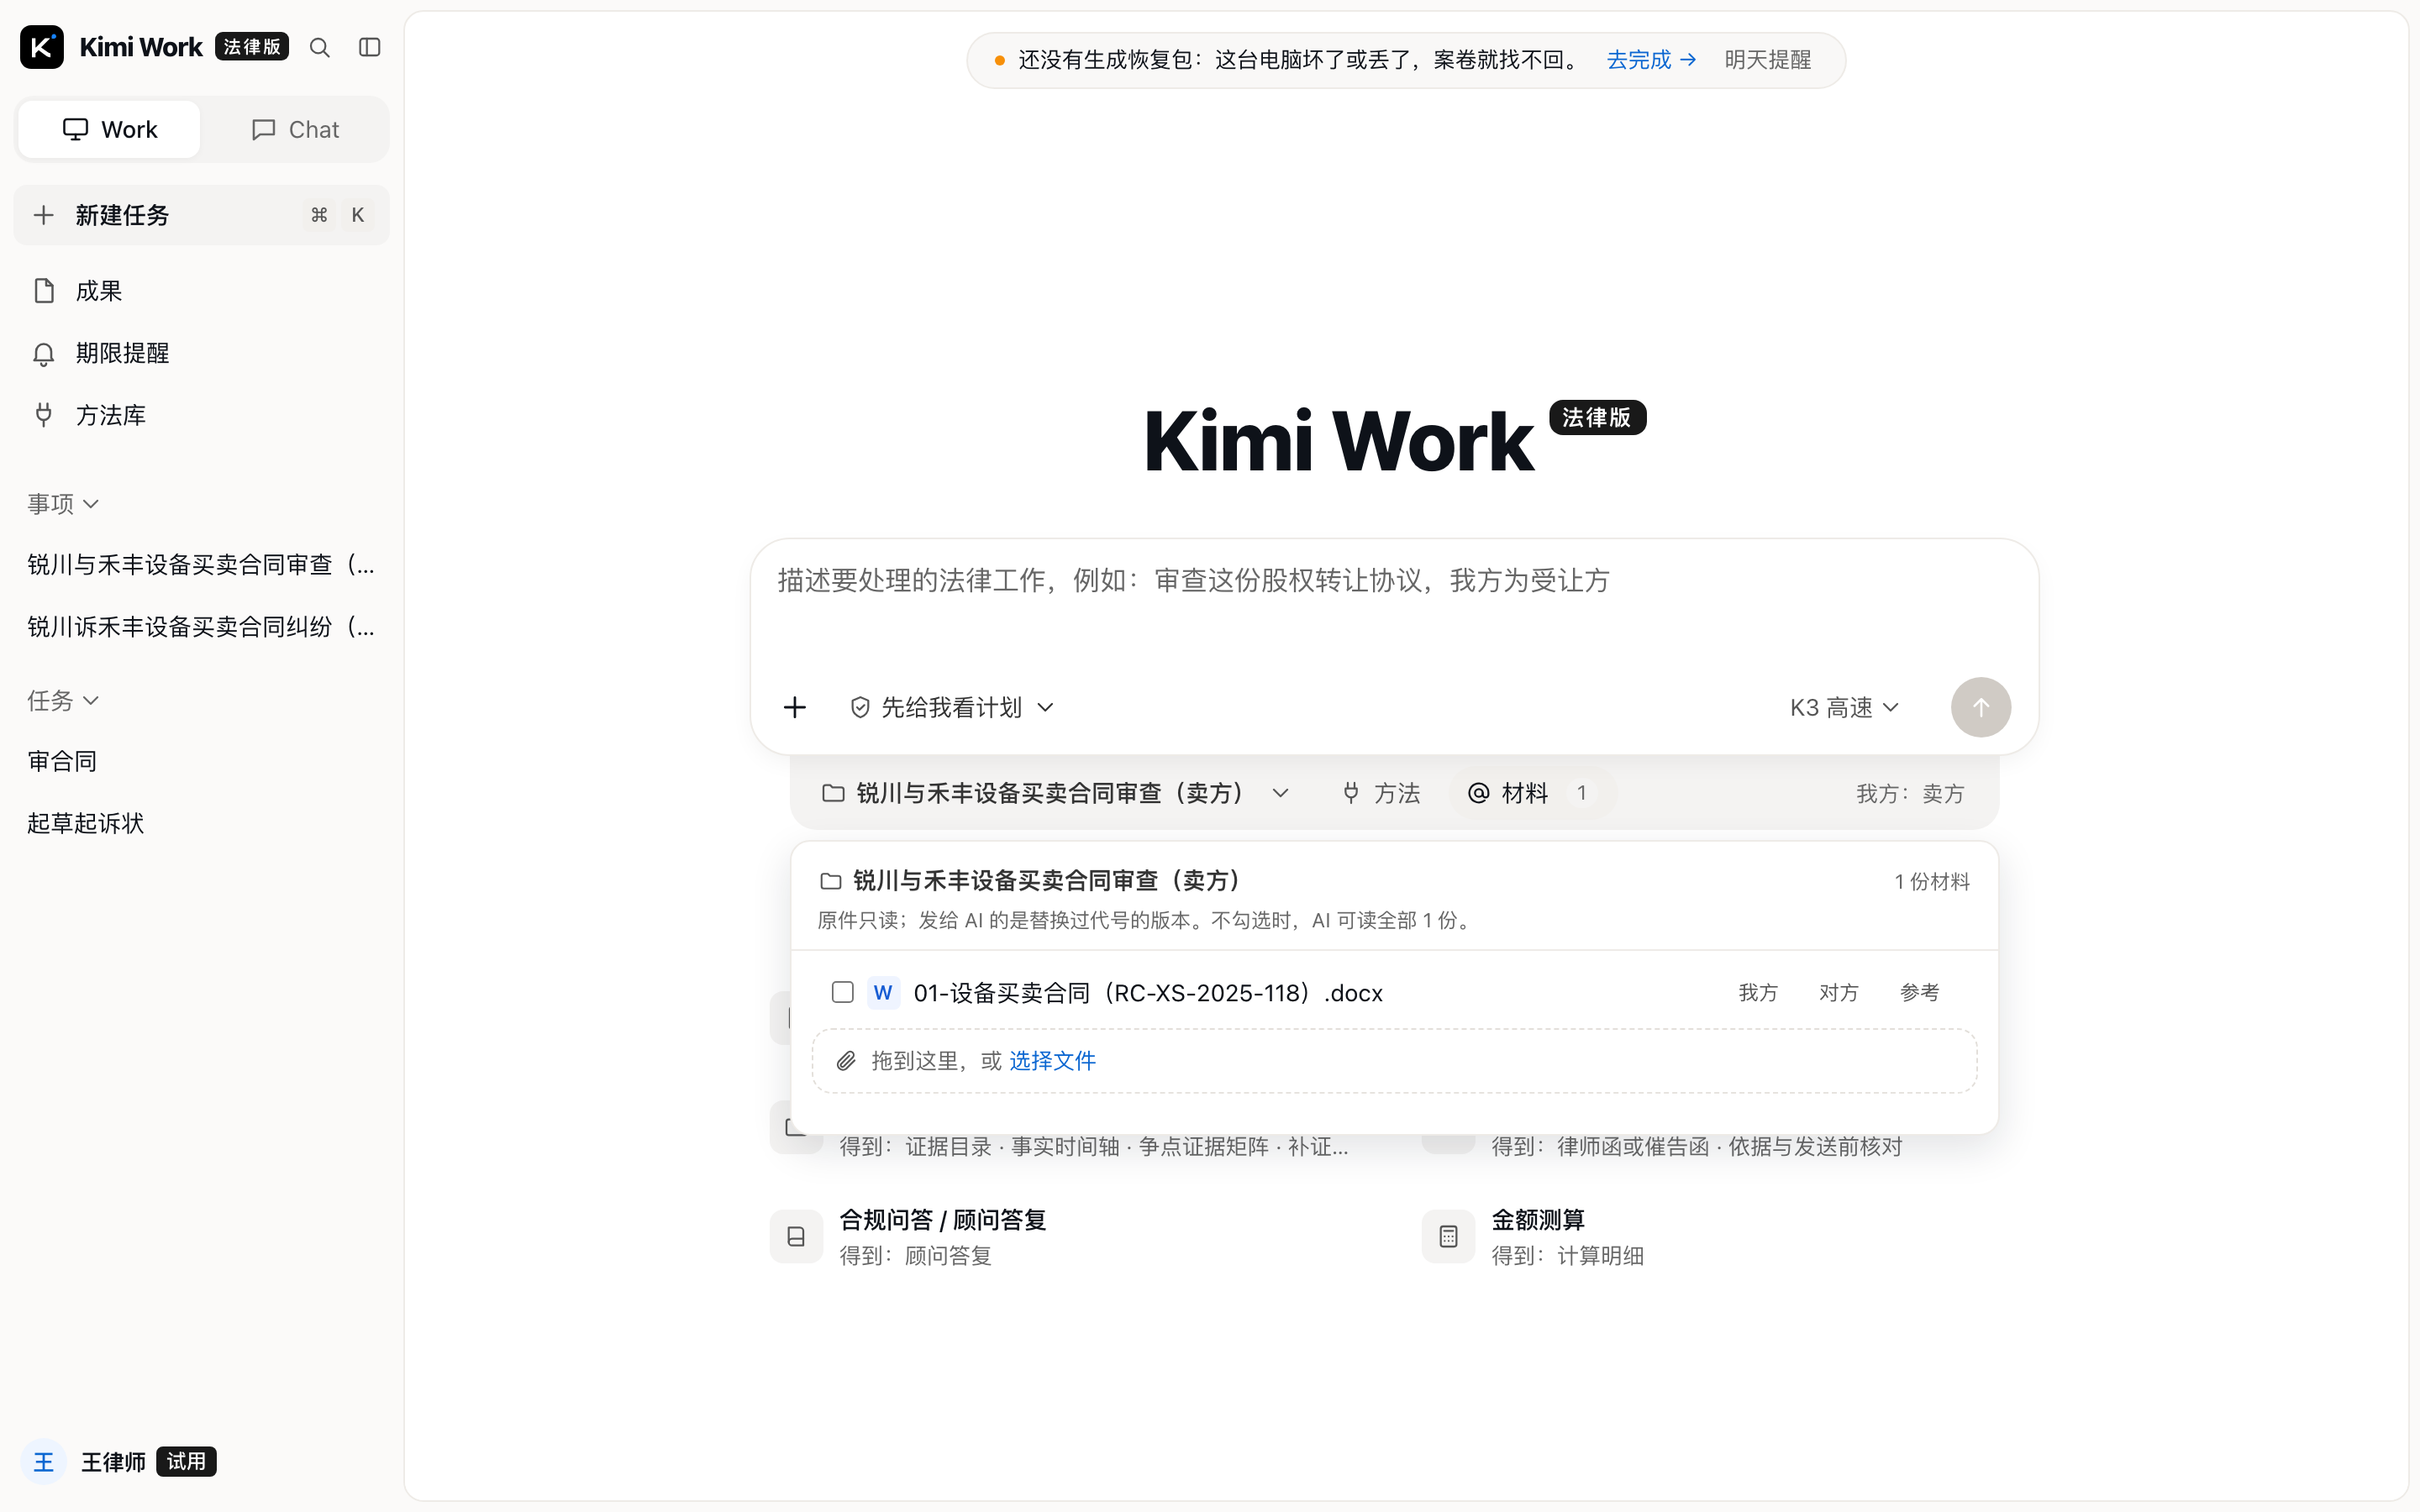 Kimi Work 法律版
Work
Chat
新建任务 ⌘ K
成果
期限提醒
方法库
事项
锐川与禾丰设备买卖合同审查（...
锐川诉禾丰设备买卖合同纠纷（...
任务
审合同
起草起诉状
王 王律师 试用
还没有生成恢复包：这台电脑坏了或丢了，案卷就找不回。 去完成 → 明天提醒
Kimi Work 法律版
描述要处理的法律工作，例如：审查这份股权转让协议，我方为受让方
先给我看计划
K3 高速
锐川与禾丰设备买卖合同审查（卖方） 方法 材料 1 我方：卖方
锐川与禾丰设备买卖合同审查（卖方） 1 份材料
原件只读；发给 AI 的是替换过代号的版本。不勾选时，AI 可读全部 1 份。
W 01-设备买卖合同（RC-XS-2025-118）.docx 我方 对方 参考
拖到这里，或 选择文件
得到：证据目录 · 事实时间轴 · 争点证据矩阵 · 补证...
得到：律师函或催告函 · 依据与发送前核对
合规问答 / 顾问答复
得到：顾问答复
金额测算
得到：计算明细